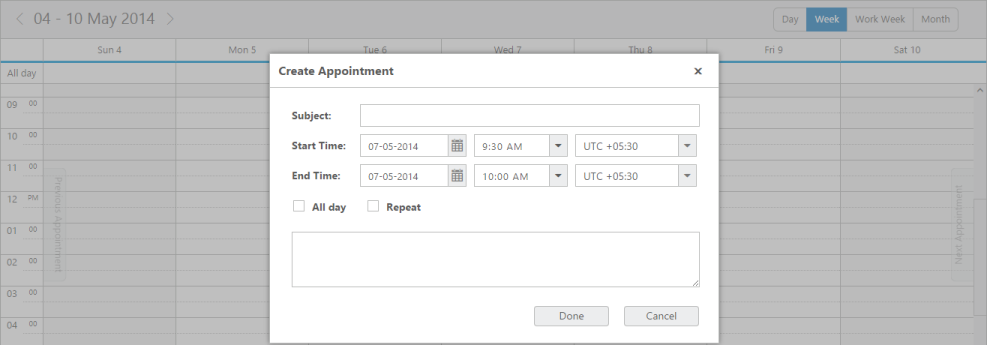 04 - 10 May 2014
Day Week Work Week Month
Sun 4 Mon 5 Tue 6 Wed 7 Thu 8 Fri 9 Sat 10
All day
Create Appointment
Subject:
Start Time: 07-05-2014 9:30 AM UTC +05:30
End Time: 07-05-2014 10:00 AM UTC +05:30
All day Repeat
Done Cancel
09 00
10 00
11 00
12 PM
01 00
02 00
03 00
04 00
Previous Appointment
Next Appointment